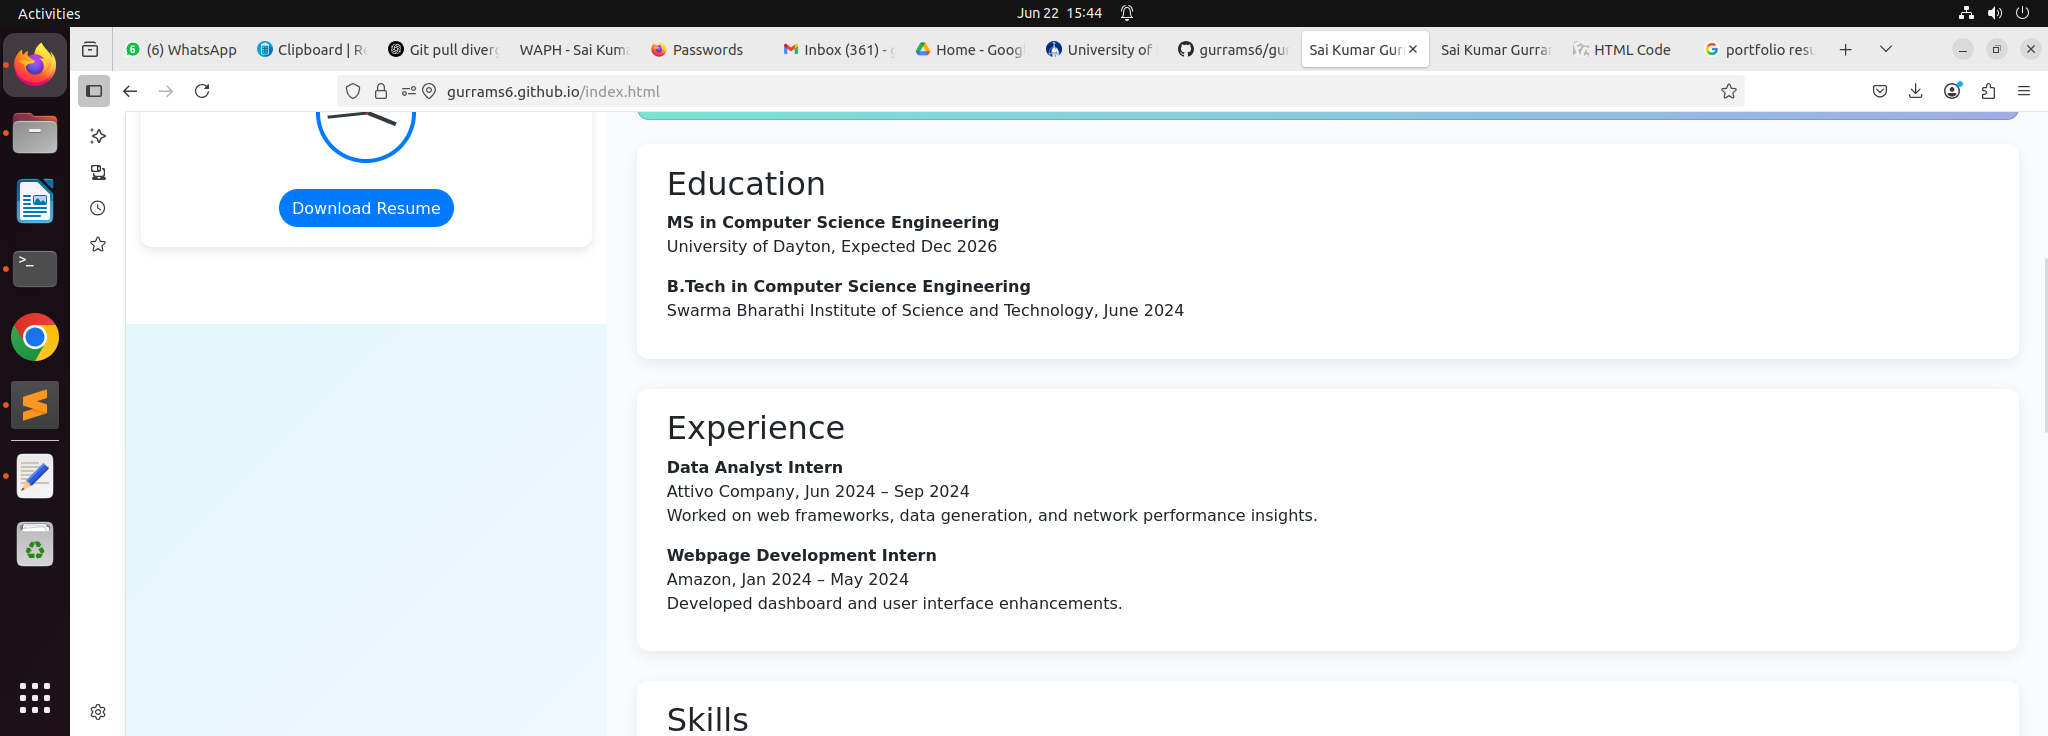 Activities
Jun 22 15:44
(6) WhatsApp
Clipboard | Re
Git pull diverg
WAPH - Sai Kuma
Passwords
Inbox (361) - g
Home - Googl
University of
gurrams6/gur
Sai Kumar Gurr
Sai Kumar Gurram
HTML Code
portfolio resu
gurrams6.github.io/index.html
Download Resume
Education
MS in Computer Science Engineering
University of Dayton, Expected Dec 2026
B.Tech in Computer Science Engineering
Swarma Bharathi Institute of Science and Technology, June 2024
Experience
Data Analyst Intern
Attivo Company, Jun 2024 – Sep 2024
Worked on web frameworks, data generation, and network performance insights.
Webpage Development Intern
Amazon, Jan 2024 – May 2024
Developed dashboard and user interface enhancements.
Skills